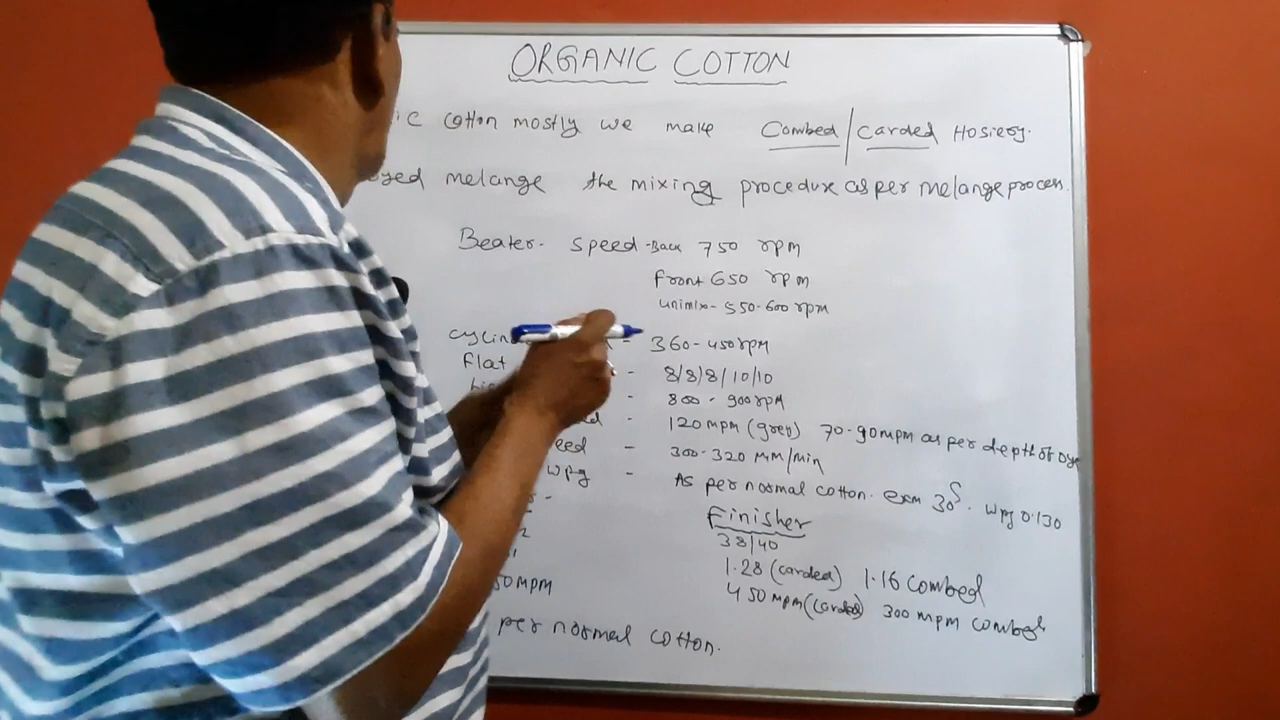 ORGANIC COTTON
cotton mostly we make Combed/Carded Hosiery.
melange the mixing procedure as per melange process.
Beater- Speed-Back 750 rpm
Front 650 rpm
Unimix- 550-600 rpm
- 360-450 rpm
Flat - 8/8/8/10/10
- 800-900 rpm
- 120 mpm (grey) 70-90 mpm as per depth of Dye
- 300-320 MM/min
wpg - As per normal cotton. exm 30s. wpg 0.130
Finisher
38/40
1.28 (carded) 1.16 Combed
50 MPM 450 mpm (carded) 300 mpm combed
per normal cotton.